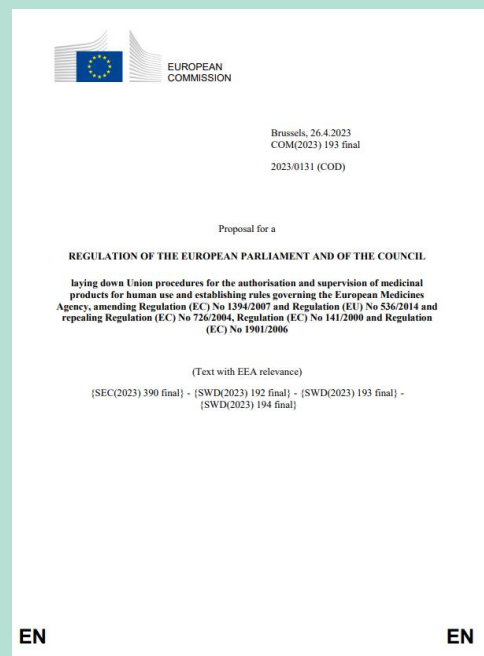 EUROPEAN
COMMISSION
Brussels, 26.4.2023
COM(2023) 193 final
2023/0131 (COD)
Proposal for a
REGULATION OF THE EUROPEAN PARLIAMENT AND OF THE COUNCIL
laying down Union procedures for the authorisation and supervision of medicinal
products for human use and establishing rules governing the European Medicines
Agency, amending Regulation (EC) No 1394/2007 and Regulation (EU) No 536/2014 and
repealing Regulation (EC) No 726/2004, Regulation (EC) No 141/2000 and Regulation
(EC) No 1901/2006
(Text with EEA relevance)
{SEC(2023) 390 final} - {SWD(2023) 192 final} - {SWD(2023) 193 final} -
{SWD(2023) 194 final}
EN EN